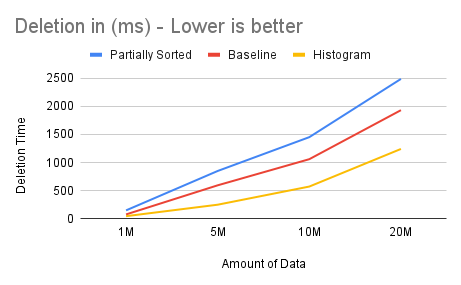 Deletion in (ms) - Lower is better
Partially Sorted Baseline Histogram
2500
2000
1500
1000
500
0
Deletion Time
1M 5M 10M 20M
Amount of Data